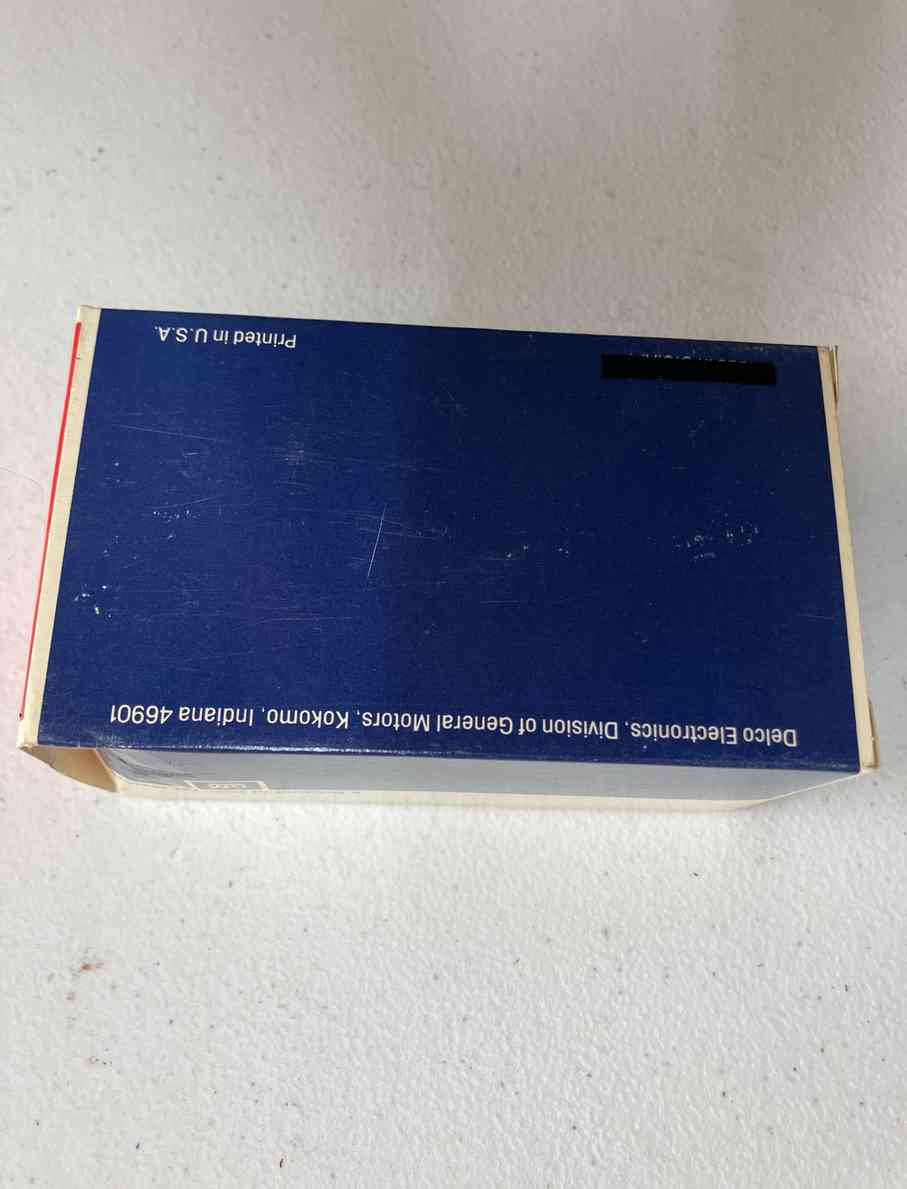 Delco Electronics, Division of General Motors, Kokomo, Indiana 46901
Printed in U.S.A.